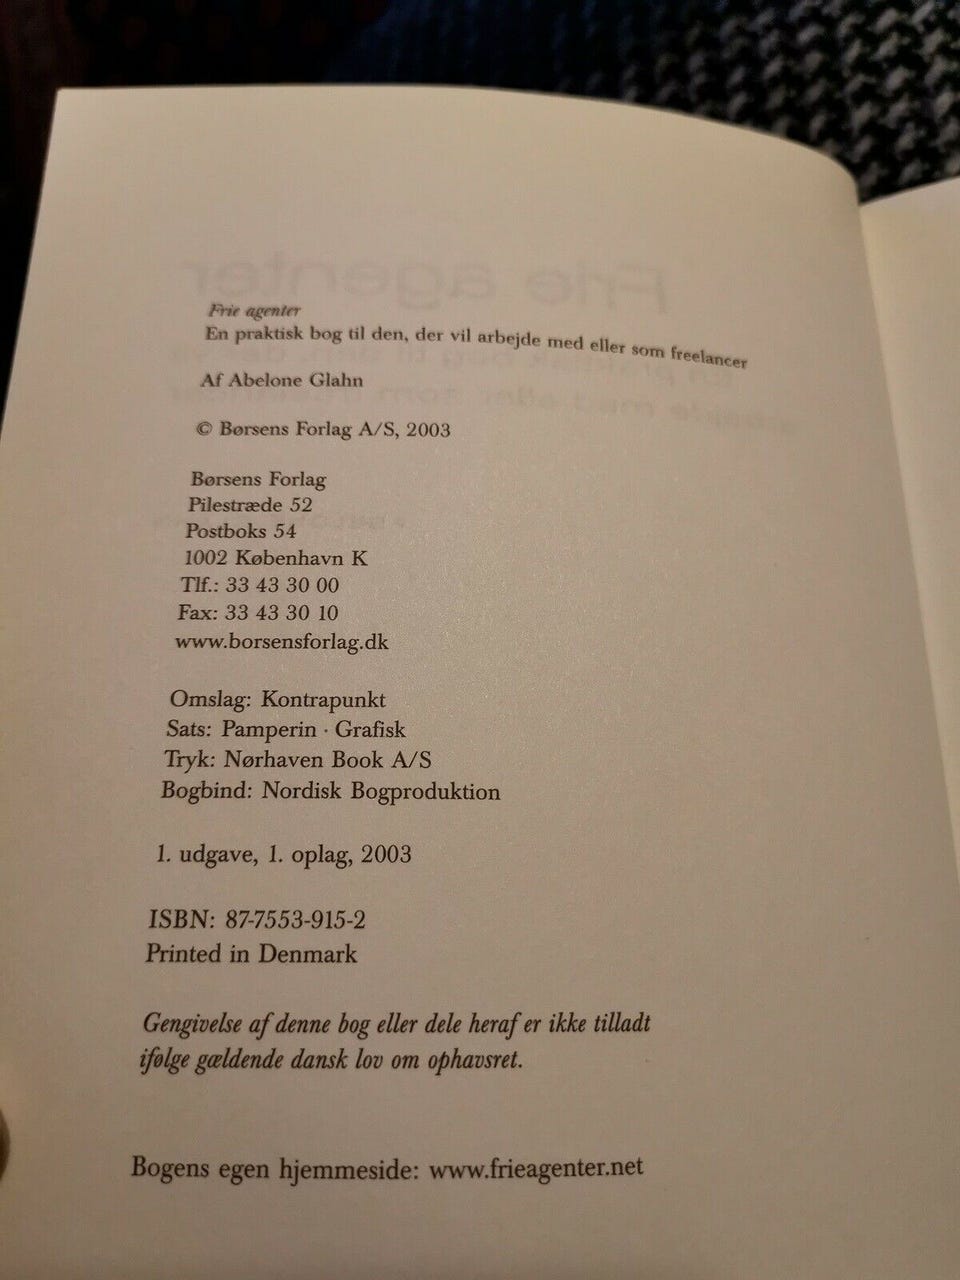 Frie agenter
En praktisk bog til den, der vil arbejde med eller som freelancer
Af Abelone Glahn
© Børsens Forlag A/S, 2003
Børsens Forlag
Pilestræde 52
Postboks 54
1002 København K
Tlf.: 33 43 30 00
Fax: 33 43 30 10
www.borsensforlag.dk
Omslag: Kontrapunkt
Sats: Pamperin · Grafisk
Tryk: Nørhaven Book A/S
Bogbind: Nordisk Bogproduktion
1. udgave, 1. oplag, 2003
ISBN: 87-7553-915-2
Printed in Denmark
Gengivelse af denne bog eller dele heraf er ikke tilladt
ifølge gældende dansk lov om ophavsret.
Bogens egen hjemmeside: www.frieagenter.net